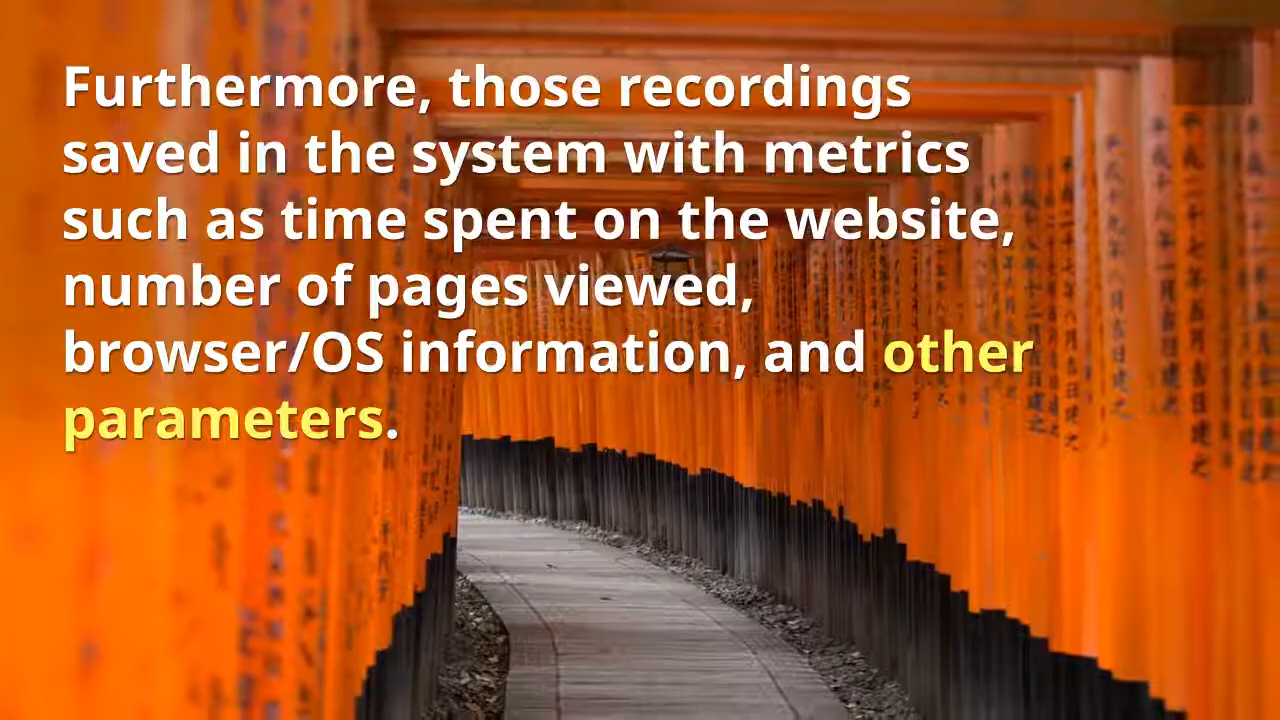 Furthermore, those recordings
saved in the system with metrics
such as time spent on the website,
number of pages viewed,
browser/OS information, and other
parameters.